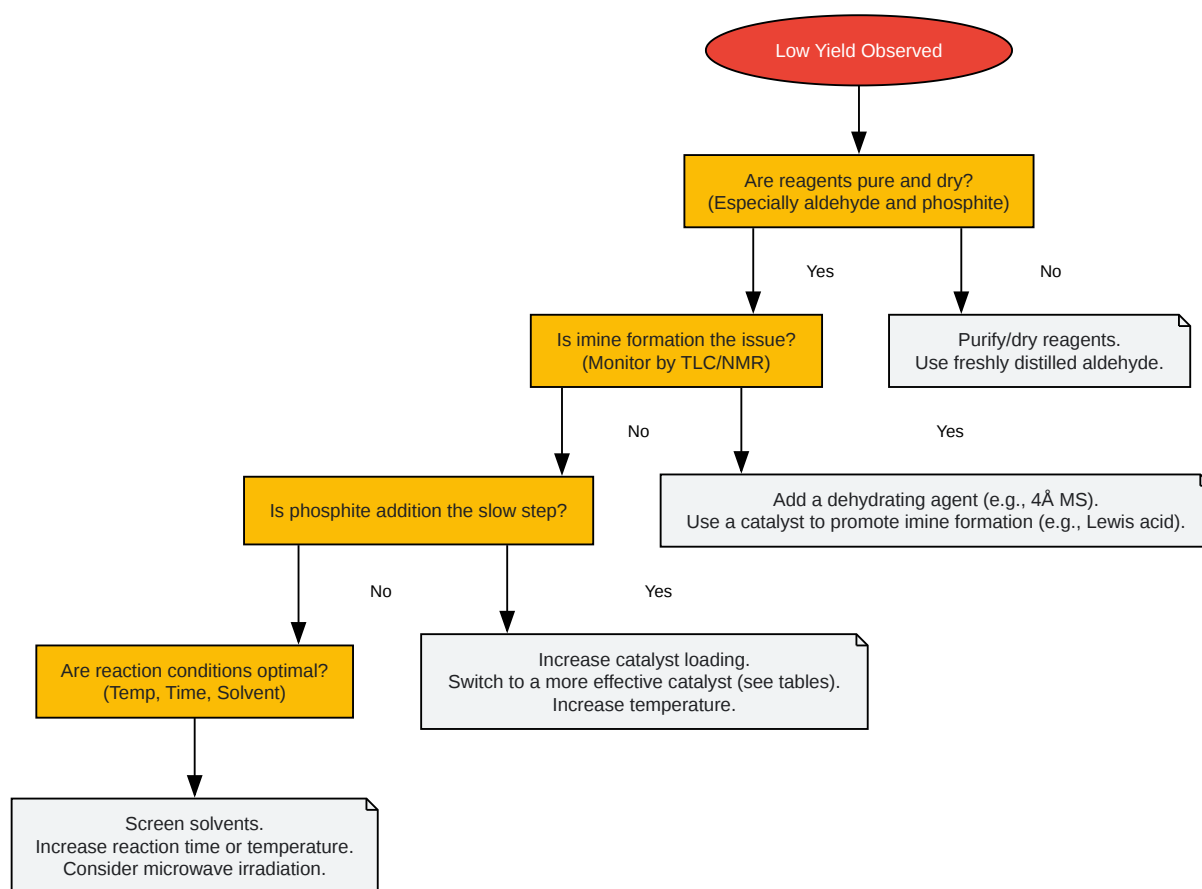 Low Yield Observed
Are reagents pure and dry?
(Especially aldehyde and phosphite)
Yes
No
Is imine formation the issue?
(Monitor by TLC/NMR)
Purify/dry reagents.
Use freshly distilled aldehyde.
No
Yes
Is phosphite addition the slow step?
Add a dehydrating agent (e.g., 4Å MS).
Use a catalyst to promote imine formation (e.g., Lewis acid).
No
Yes
Are reaction conditions optimal?
(Temp, Time, Solvent)
Increase catalyst loading.
Switch to a more effective catalyst (see tables).
Increase temperature.
Screen solvents.
Increase reaction time or temperature.
Consider microwave irradiation.